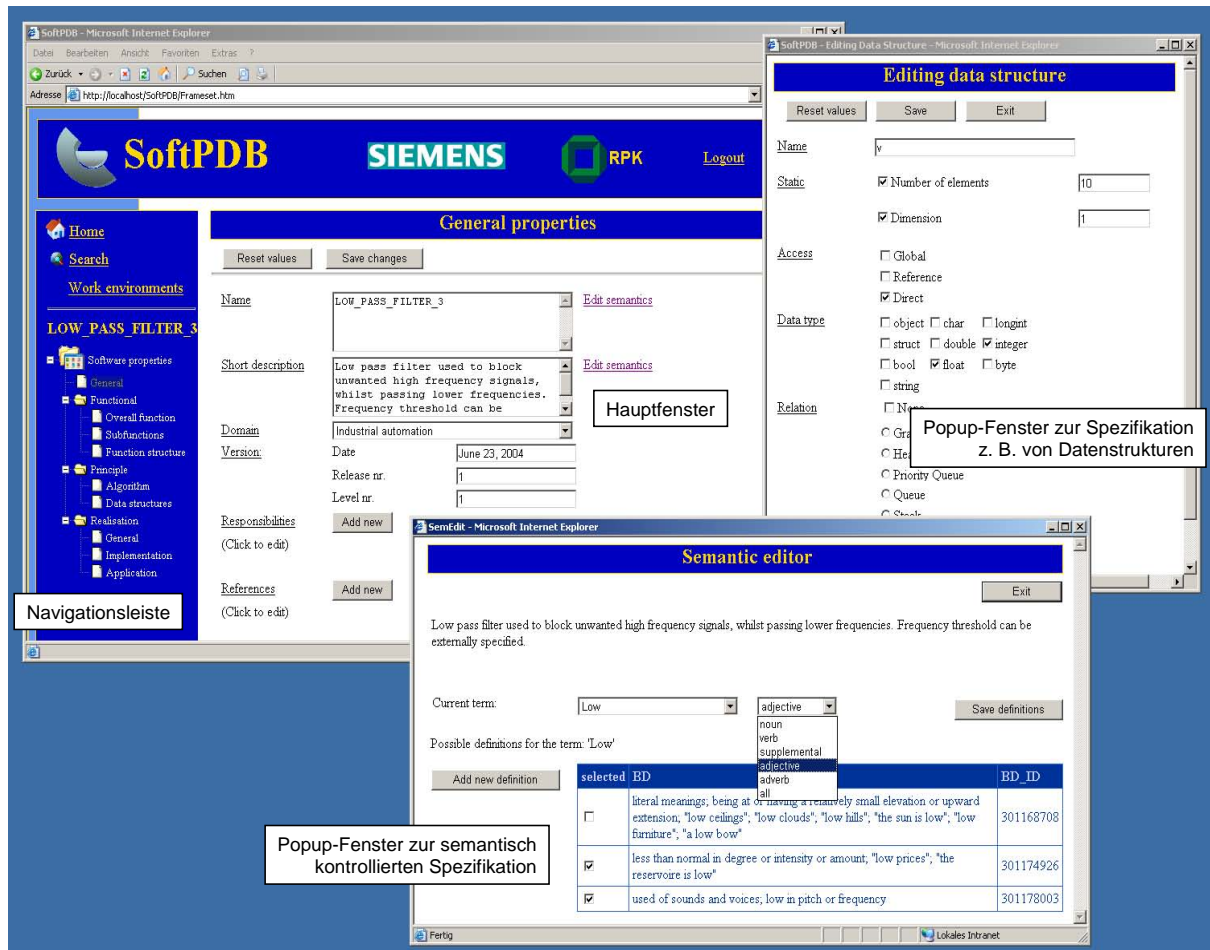 SoftPDB - Microsoft Internet Explorer
Datei Bearbeiten Ansicht Favoriten Extras ?
Zurück Suchen
Adresse http://localhost/SoftPDB/Frameset.htm
SoftPDB SIEMENS RPK Logout
Home
Search
Work environments
LOW_PASS_FILTER_3
Software properties
General
Functional
Overall function
Subfunctions
Function structure
Principle
Algorithm
Data structures
Realisation
General
Implementation
Application
Navigationsleiste
General properties
Reset values Save changes
Name LOW_PASS_FILTER_3 Edit semantics
Short description Low pass filter used to block Edit semantics
unwanted high frequency signals,
whilst passing lower frequencies.
Frequency threshold can be
Hauptfenster
Domain Industrial automation
Version: Date June 23, 2004
Release nr. 1
Level nr. 1
Responsibilities Add new
(Click to edit)
References Add new
(Click to edit)
SoftPDB - Editing Data Structure - Microsoft Internet Explorer
Editing data structure
Reset values Save Exit
Name v
Static Number of elements 10
Dimension 1
Access Global
Reference
Direct
Data type object char longint
struct double integer
bool float byte
string
Relation None
Popup-Fenster zur Spezifikation
z. B. von Datenstrukturen
Priority Queue
Queue
Stack
SemEdit - Microsoft Internet Explorer
Semantic editor
Exit
Low pass filter used to block unwanted high frequency signals, whilst passing lower frequencies. Frequency threshold can be
externally specified.
Current term: Low adjective Save definitions
noun
verb
supplemental
adjective
adverb
all
Possible definitions for the term: 'Low'
Add new definition selected BD BD_ID
literal meanings; being at or having a relatively small elevation or upward
extension; "low ceilings"; "low clouds"; "low hills"; "the sun is low"; "low 301168708
furniture"; "a low bow"
less than normal in degree or intensity or amount; "low prices"; "the 301174926
reservoire is low"
used of sounds and voices; low in pitch or frequency 301178003
Popup-Fenster zur semantisch
kontrollierten Spezifikation
Fertig Lokales Intranet